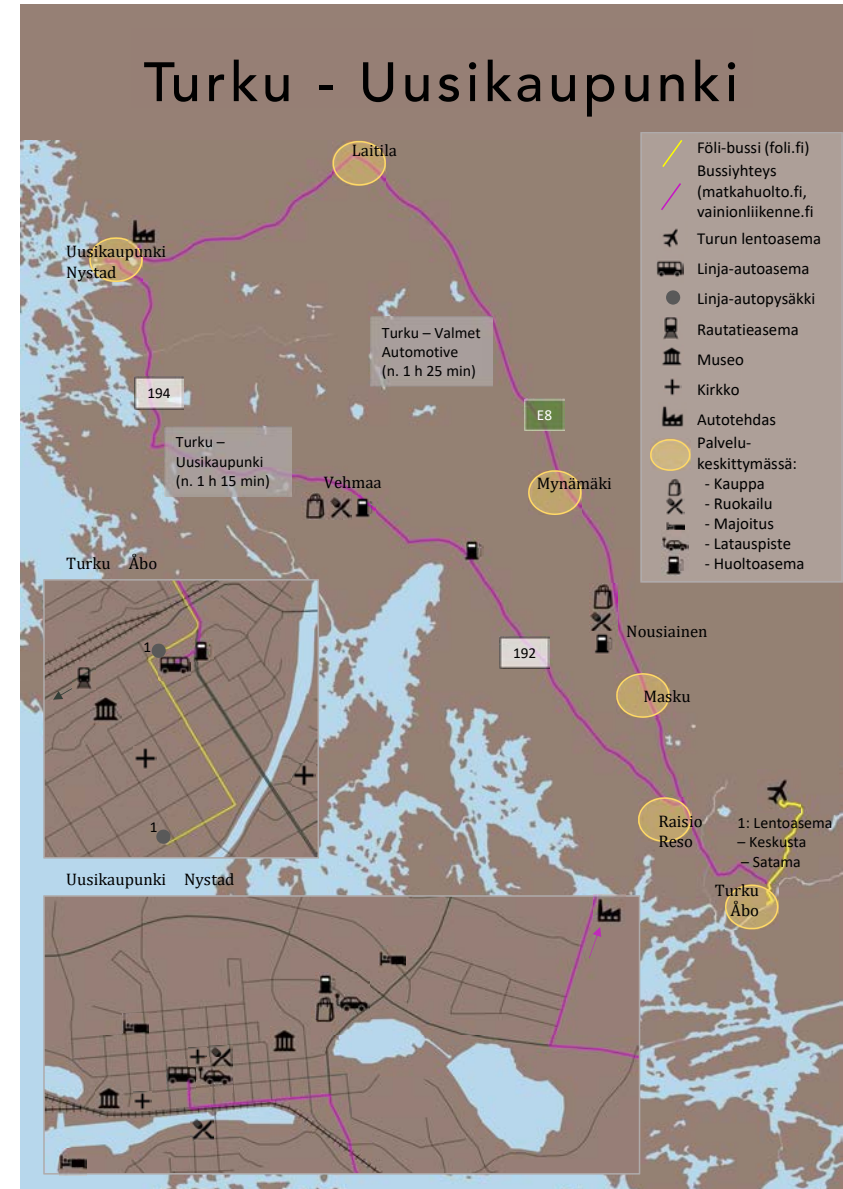 Turku - Uusikaupunki
Föli-bussi (foli.fi)
Bussiyhteys
(matkahuolto.fi,
vainionliikenne.fi
Turun lentoasema
Linja-autoasema
Linja-autopysäkki
Rautatieasema
Museo
Kirkko
Autotehdas
Palvelu-
keskittymässä:
- Kauppa
- Ruokailu
- Majoitus
- Latauspiste
- Huoltoasema
Laitila
Uusikaupunki
Nystad
Turku – Valmet
Automotive
(n. 1 h 25 min)
194
E8
Turku –
Uusikaupunki
(n. 1 h 15 min)
Vehmaa
Mynämäki
Nousiainen
192
Masku
Raisio
Reso
1: Lentoasema
– Keskusta
– Satama
Turku
Åbo
Turku Åbo
1
1
Uusikaupunki Nystad